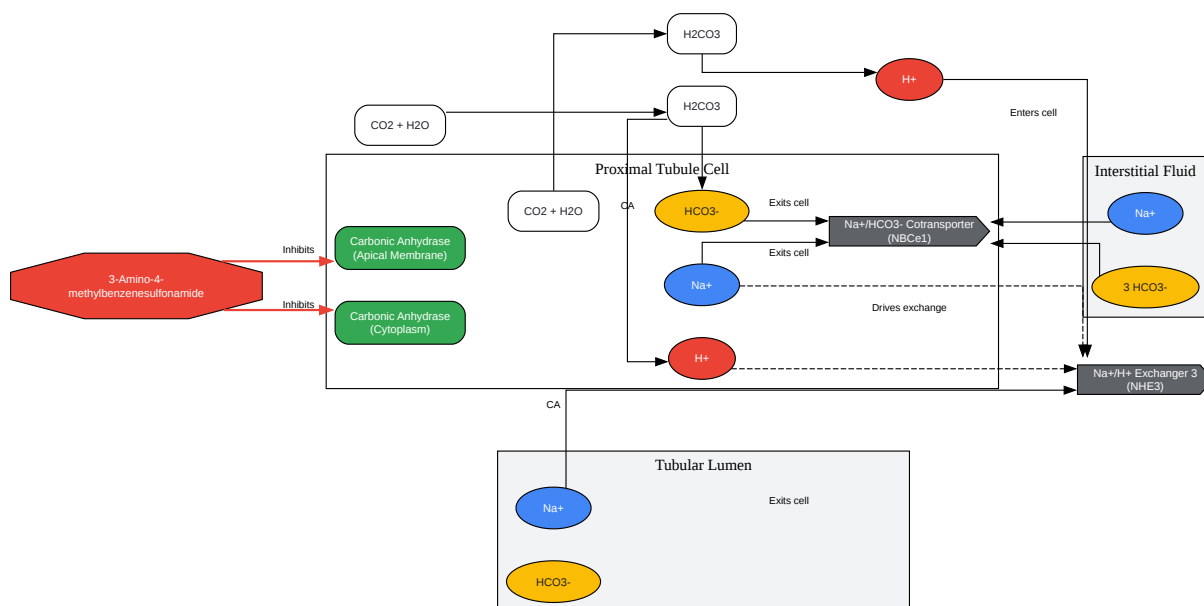 H2CO3
H+
H2CO3
CO2 + H2O
Enters cell
Proximal Tubule Cell
Interstitial Fluid
CO2 + H2O
CA
HCO3-
Exits cell
Na+/HCO3- Cotransporter
(NBCe1)
Na+
Inhibits
Carbonic Anhydrase
(Apical Membrane)
Exits cell
3-Amino-4-
methylbenzenesulfonamide
Na+
3 HCO3-
Inhibits
Carbonic Anhydrase
(Cytoplasm)
Drives exchange
H+
Na+/H+ Exchanger 3
(NHE3)
CA
Tubular Lumen
Na+
Exits cell
HCO3-